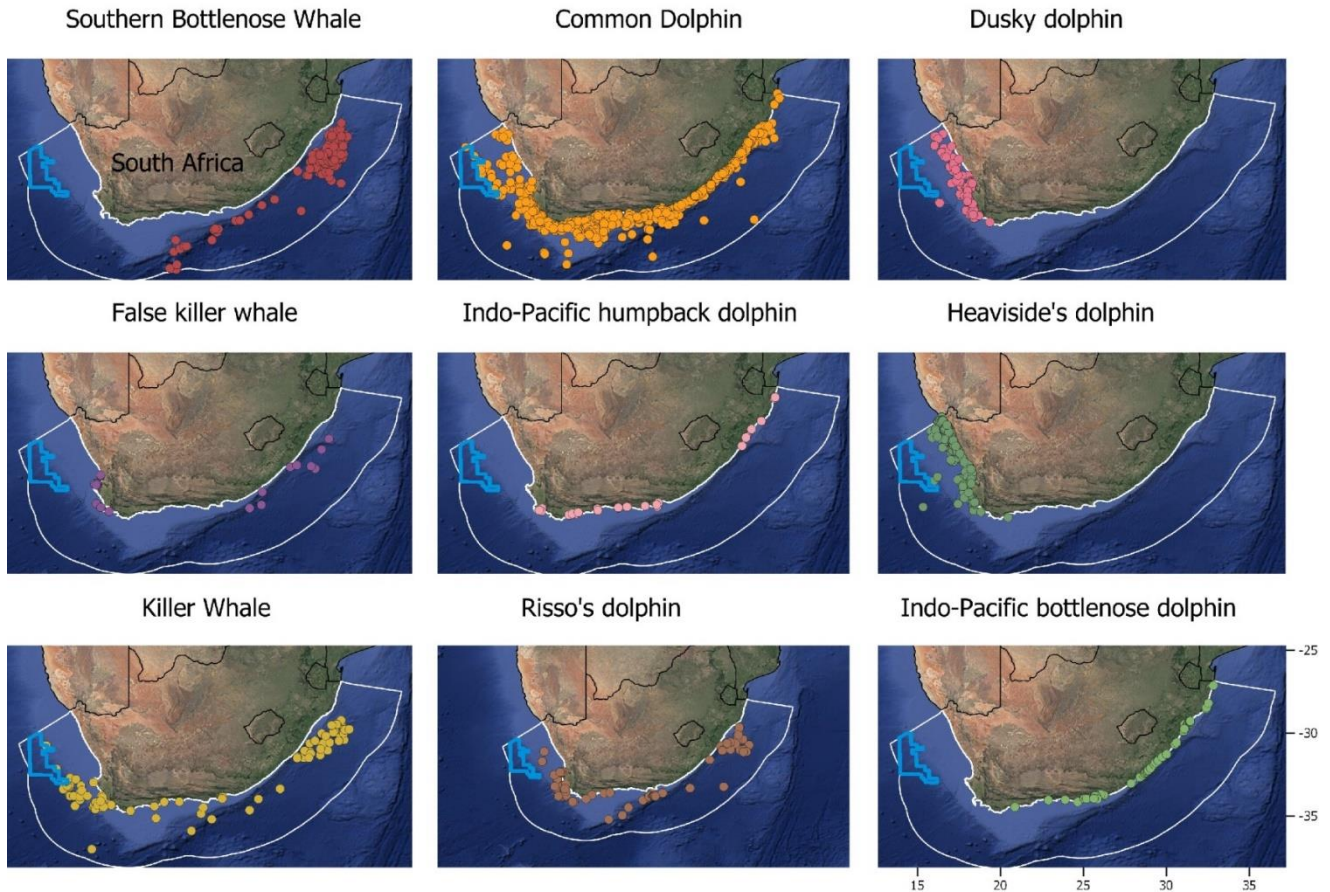 Southern Bottlenose Whale
Common Dolphin
Dusky dolphin
South Africa
False killer whale
Indo-Pacific humpback dolphin
Heaviside's dolphin
Killer Whale
Risso's dolphin
Indo-Pacific bottlenose dolphin
-25
-30
-35
15 20 25 30 35